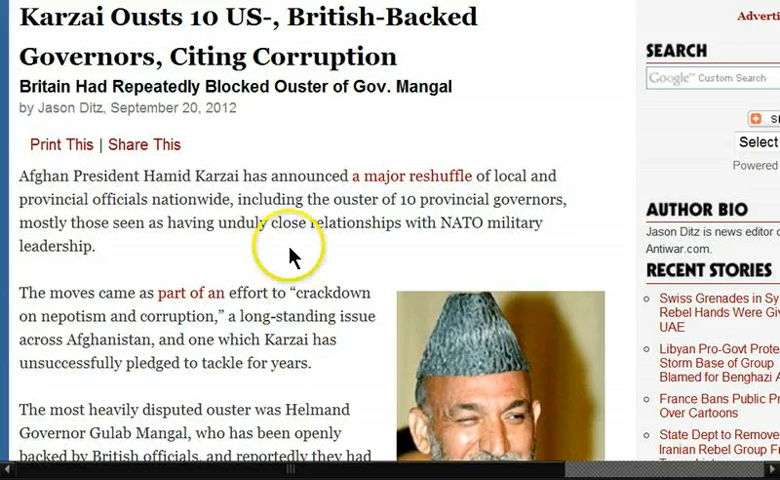 Karzai Ousts 10 US-, British-Backed
Governors, Citing Corruption
Britain Had Repeatedly Blocked Ouster of Gov. Mangal
by Jason Ditz, September 20, 2012
Print This | Share This
Afghan President Hamid Karzai has announced a major reshuffle of local and
provincial officials nationwide, including the ouster of 10 provincial governors,
mostly those seen as having unduly close relationships with NATO military
leadership.
The moves came as part of an effort to “crackdown
on nepotism and corruption,” a long-standing issue
across Afghanistan, and one which Karzai has
unsuccessfully pledged to tackle for years.
The most heavily disputed ouster was Helmand
Governor Gulab Mangal, who has been openly
backed by British officials, and reportedly they had
SEARCH
Google™ Custom Search
Select
Powered
AUTHOR BIO
Jason Ditz is news editor
Antiwar.com.
RECENT STORIES
Swiss Grenades in
Rebel Hands Were
UAE
Libyan Pro-Govt
Storm Base of Group
Blamed for Benghazi
France Bans Public
Over Cartoons
State Dept to Remove
Iranian Rebel Group